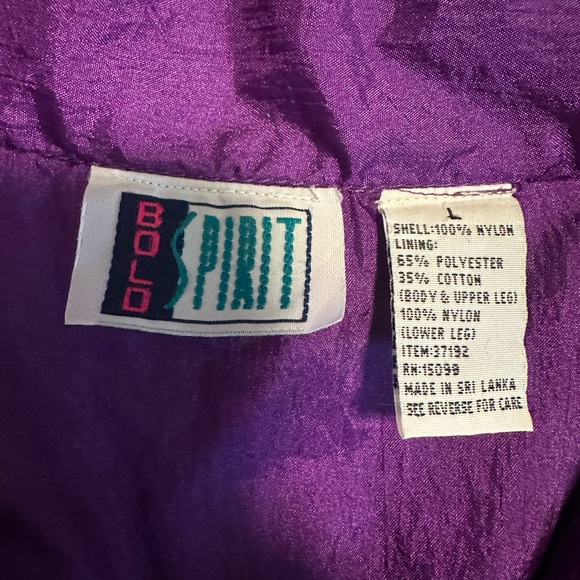 BOLD SPIRIT
L
SHELL:100% NYLON
LINING:
65% POLYESTER
35% COTTON
(BODY & UPPER LEG)
100% NYLON
(LOWER LEG)
ITEM:37192
RN:15099
MADE IN SRI LANKA
SEE REVERSE FOR CARE